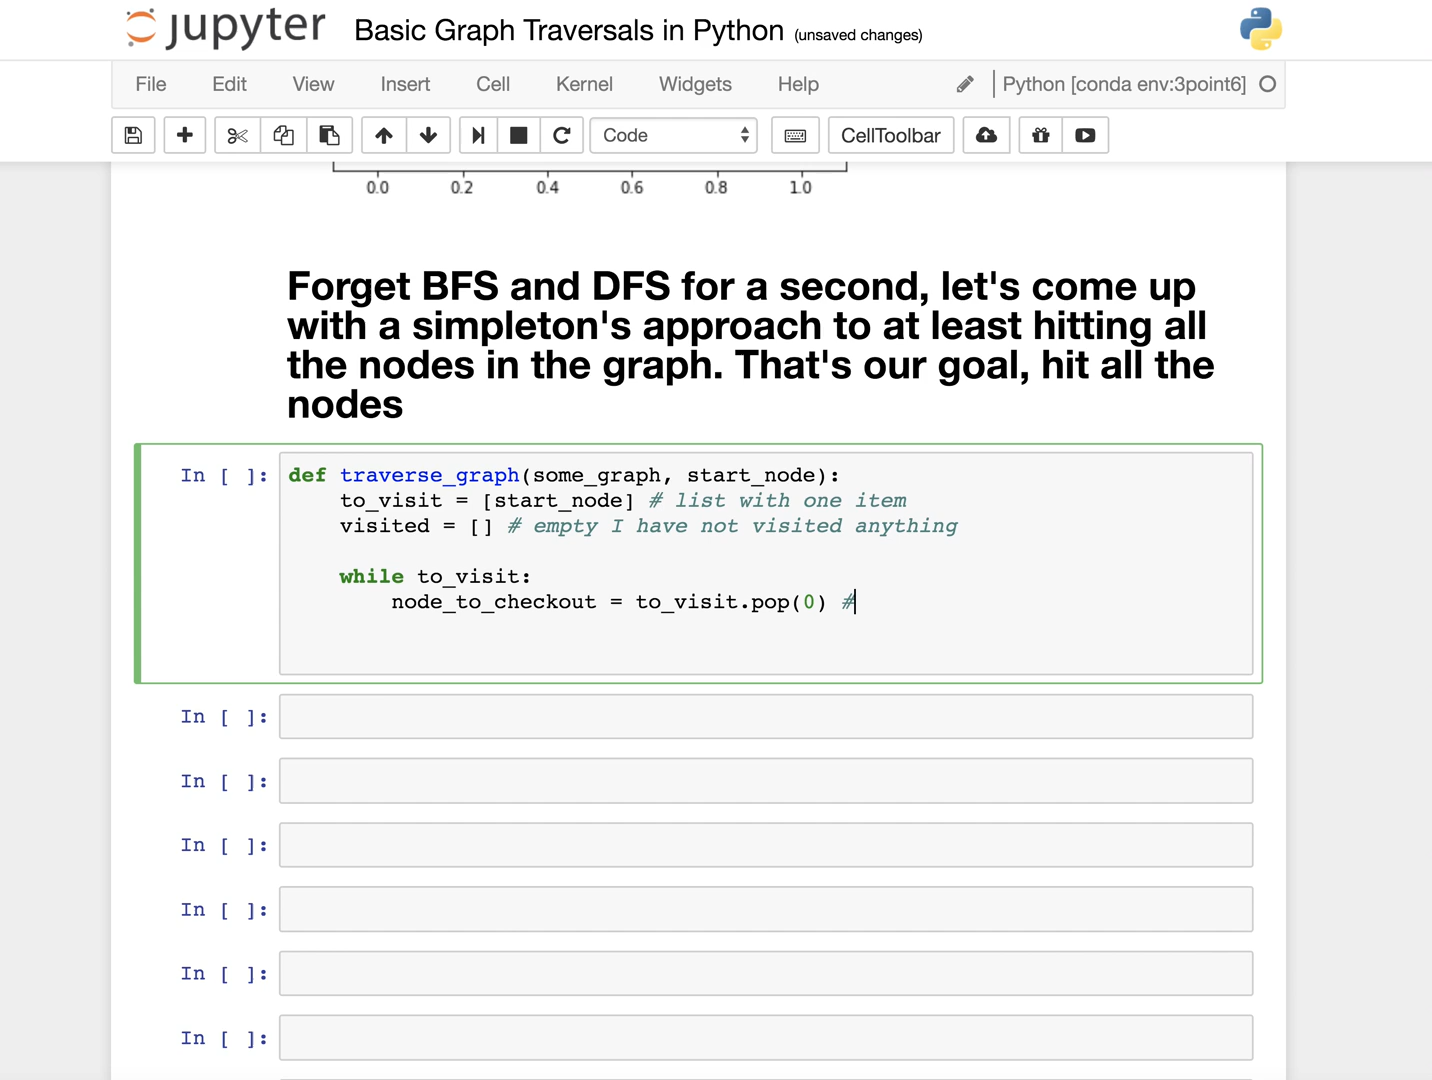 jupyter Basic Graph Traversals in Python (unsaved changes)
File Edit View Insert Cell Kernel Widgets Help Python [conda env:3point6]
Code CellToolbar
0.0 0.2 0.4 0.6 0.8 1.0
Forget BFS and DFS for a second, let's come up
with a simpleton's approach to at least hitting all
the nodes in the graph. That's our goal, hit all the
nodes
In [ ]: def traverse_graph(some_graph, start_node):
to_visit = [start_node] # list with one item
visited = [] # empty I have not visited anything
while to_visit:
node_to_checkout = to_visit.pop(0) #
In [ ]:
In [ ]:
In [ ]:
In [ ]:
In [ ]:
In [ ]: